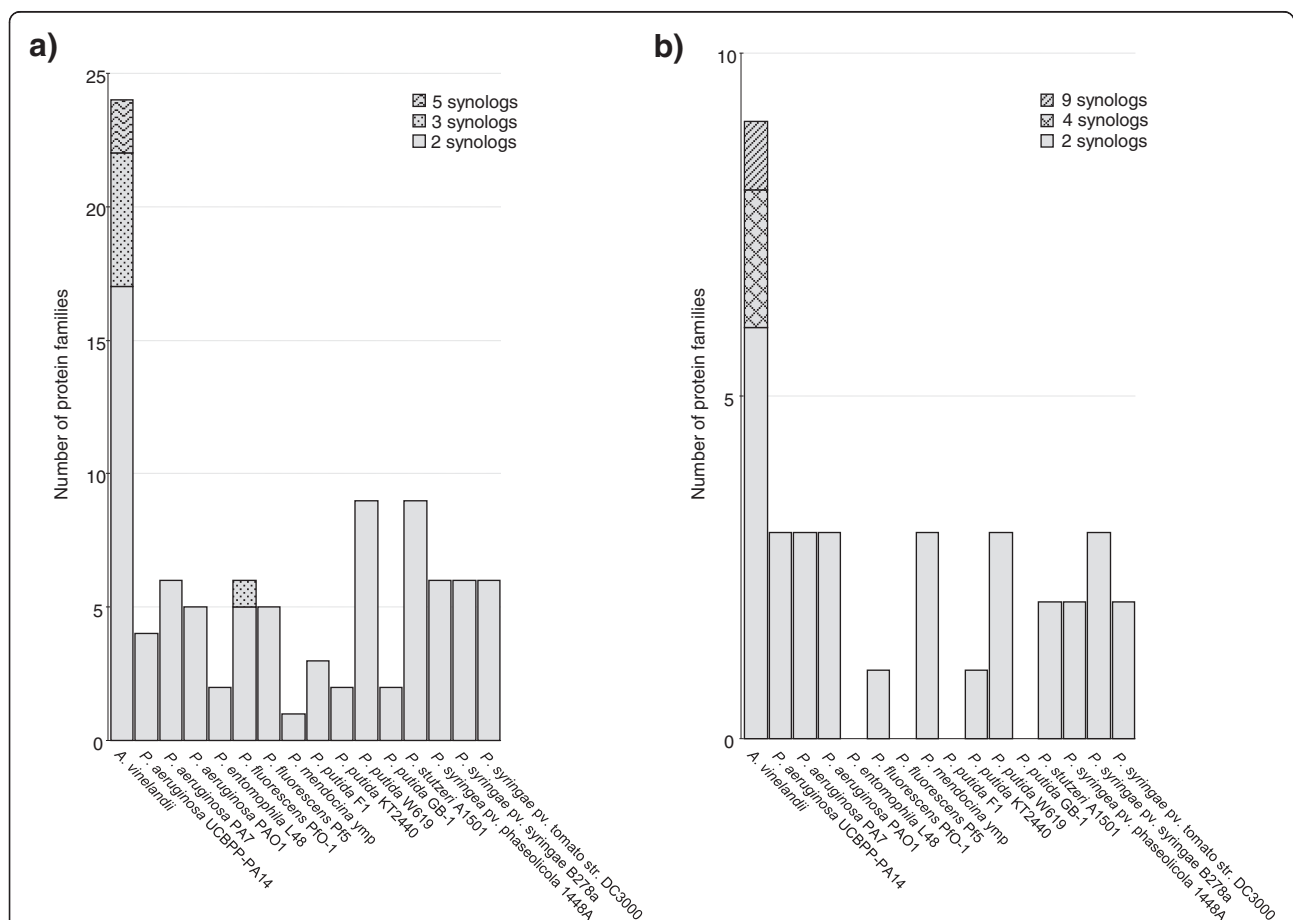 a)
25
20
15
10
5
0
Number of protein families
5 synologs
3 synologs
2 synologs
A. vinelandii
P. aeruginosa UCBPP-PA14
P. aeruginosa PA7
P. aeruginosa PAO1
P. entomophila L48
P. fluorescens PfO-1
P. fluorescens Pf5
P. mendocina ymp
P. putida F1
P. putida KT2440
P. putida W619
P. putida GB-1
P. stutzeri A1501
P. syringea pv. phaseolicola 1448A
P. syringae pv. syringae B278a
P. syringae pv. tomato str. DC3000
b)
10
5
0
Number of protein families
9 synologs
4 synologs
2 synologs
A. vinelandii
P. aeruginosa UCBPP-PA14
P. aeruginosa PA7
P. aeruginosa PAO1
P. entomophila L48
P. fluorescens PfO-1
P. fluorescens Pf5
P. mendocina ymp
P. putida F1
P. putida KT2440
P. putida W619
P. putida GB-1
P. stutzeri A1501
P. syringea pv. phaseolicola 1448A
P. syringae pv. syringae B278a
P. syringae pv. tomato str. DC3000